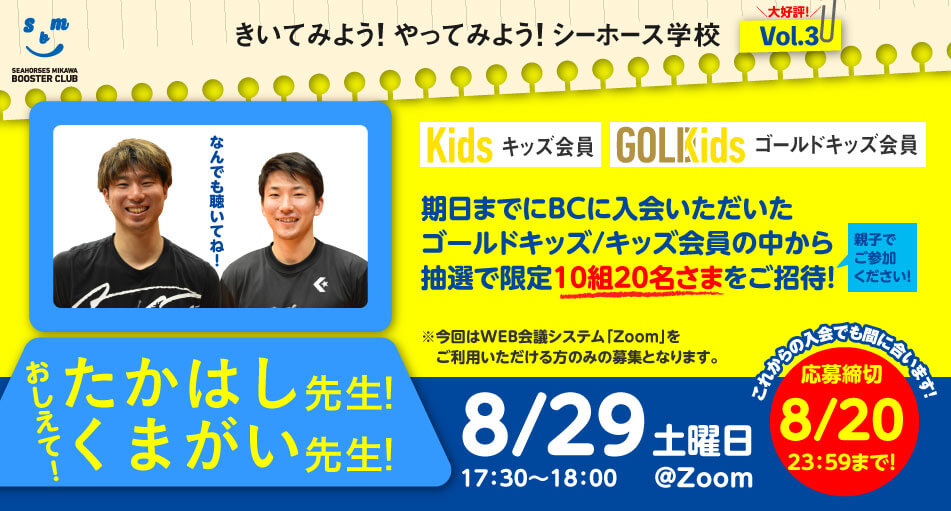 sbm
SEAHORSES MIKAWA
BOOSTER CLUB
きいてみよう! やってみよう! シーホース学校
大好評!
Vol.3
なんでも聴いてね!
Kids キッズ会員
GOLDKids ゴールドキッズ会員
期日までにBCに入会いただいた
ゴールドキッズ/キッズ会員の中から
抽選で限定10組20名さまをご招待!
親子で
ご参加
ください!
※今回はWEB会議システム「Zoom」を
ご利用いただける方のみの募集となります。
おしえて!
たかはし先生!
くまがい先生!
8/29 土曜日
17:30〜18:00 @Zoom
これからの入会でも間に合います!
応募締切
8/20
23:59まで!